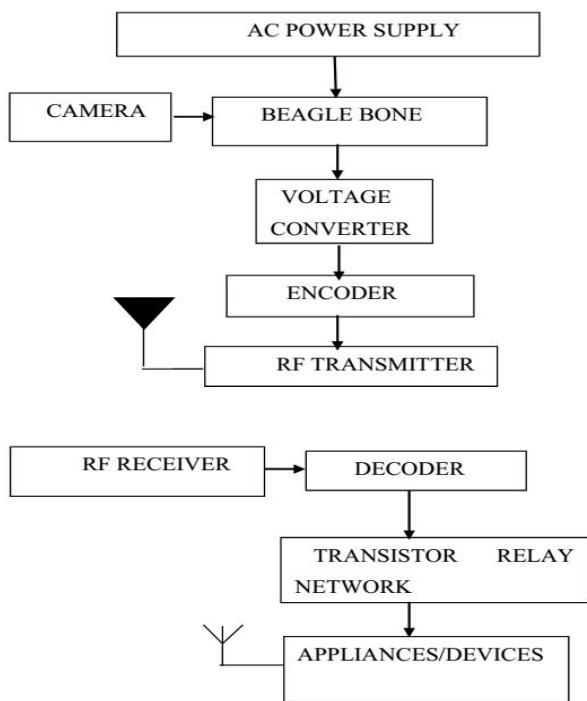 AC POWER SUPPLY
CAMERA
BEAGLE BONE
VOLTAGE
CONVERTER
ENCODER
RF TRANSMITTER
RF RECEIVER
DECODER
TRANSISTOR RELAY
NETWORK
APPLIANCES/DEVICES